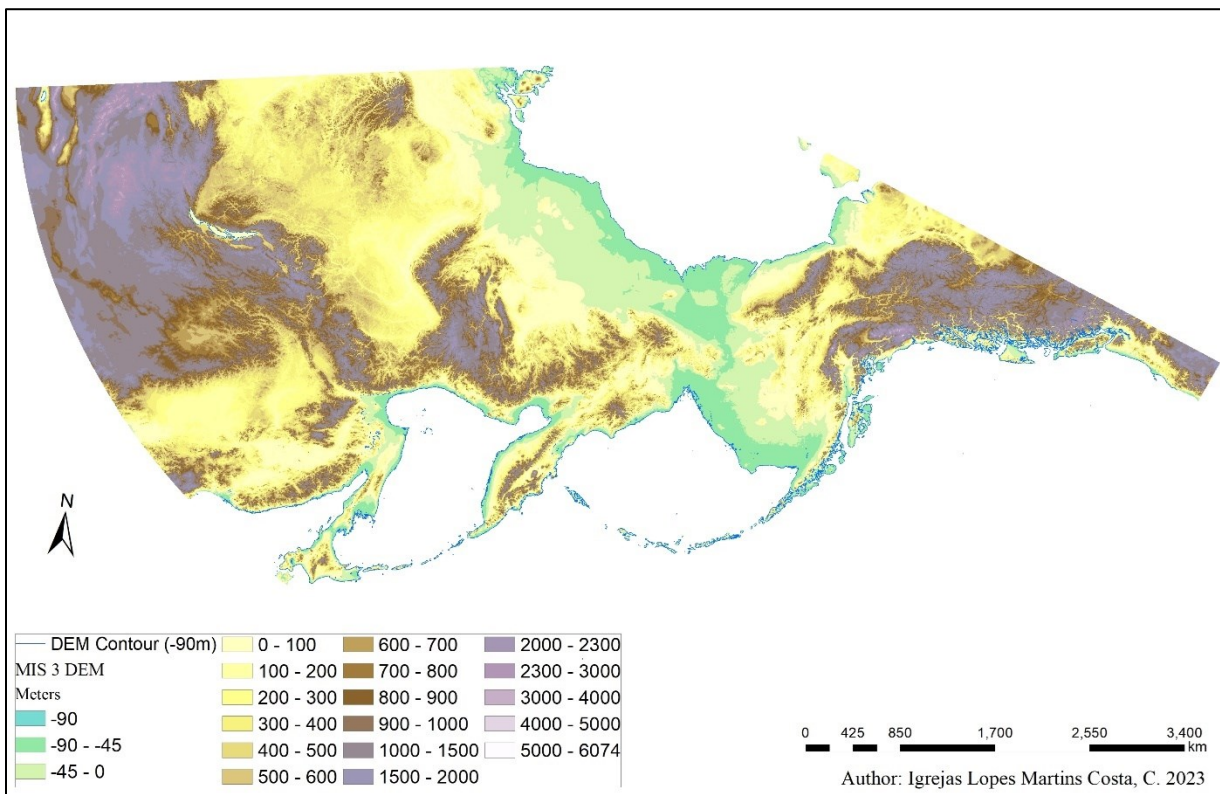 N
DEM Contour (-90m)
MIS 3 DEM
Meters
-90
-90 - -45
-45 - 0
0 - 100
100 - 200
200 - 300
300 - 400
400 - 500
500 - 600
600 - 700
700 - 800
800 - 900
900 - 1000
1000 - 1500
1500 - 2000
2000 - 2300
2300 - 3000
3000 - 4000
4000 - 5000
5000 - 6074
0 425 850 1,700 2,550 3,400
km
Author: Igrejas Lopes Martins Costa, C. 2023